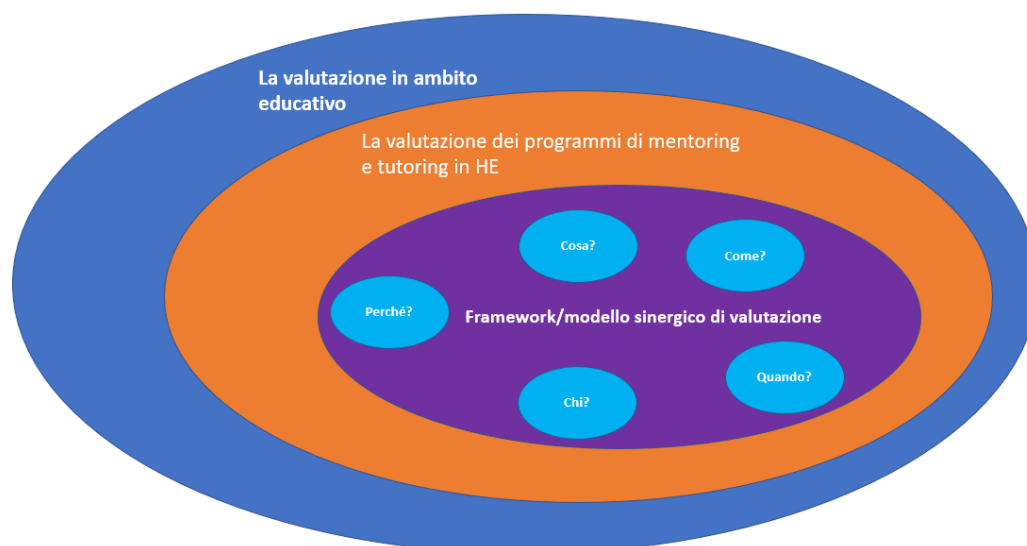 La valutazione in ambito
educativo
La valutazione dei programmi di mentoring
e tutoring in HE
Cosa?
Come?
Perché?
Framework/modello sinergico di valutazione
Quando?
Chi?